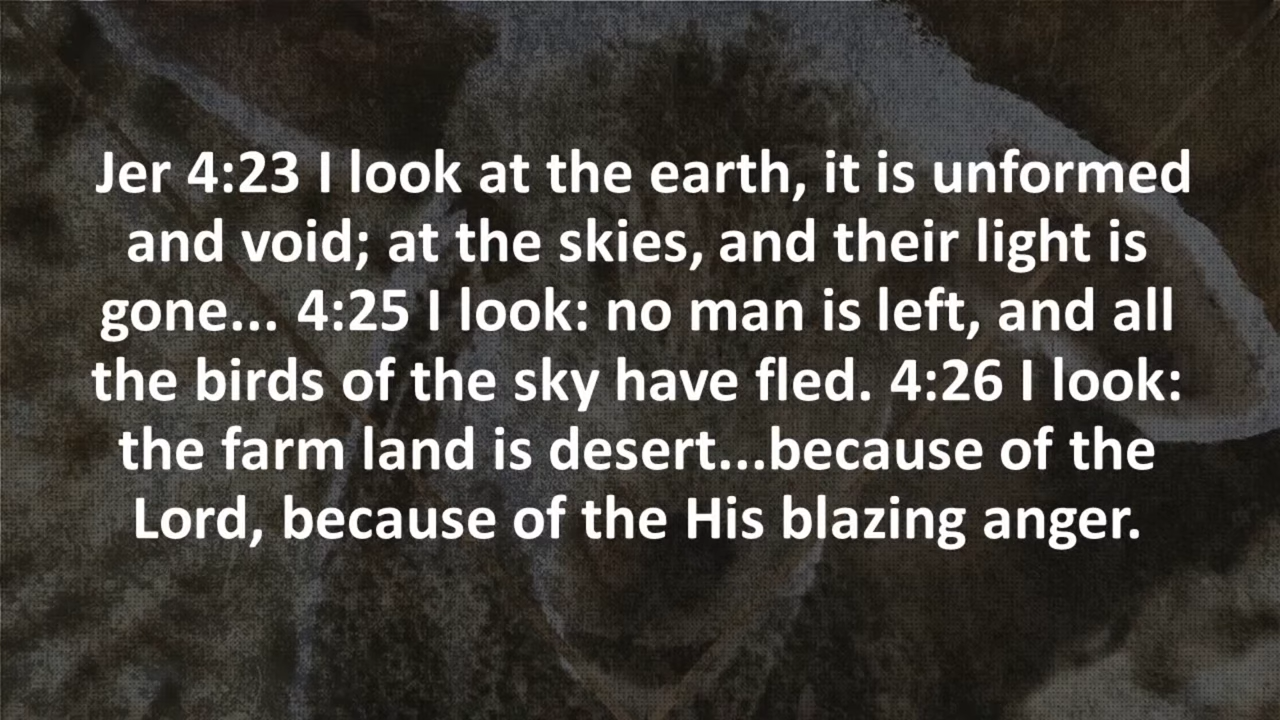 Jer 4:23 I look at the earth, it is unformed
and void; at the skies, and their light is
gone... 4:25 I look: no man is left, and all
the birds of the sky have fled. 4:26 I look:
the farm land is desert...because of the
Lord, because of the His blazing anger.